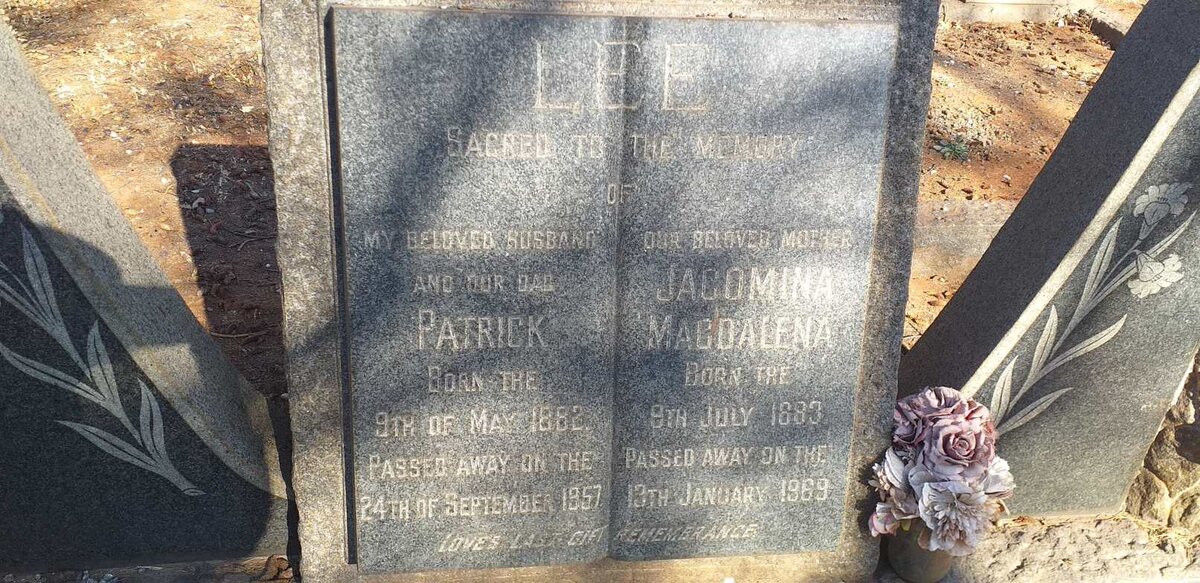 LEE
SACRED TO THE MEMORY
OF
MY BELOVED HUSBAND
AND OUR DAD
PATRICK
BORN THE
9TH OF MAY 1882.
PASSED AWAY ON THE
24TH OF SEPTEMBER 1957
OUR BELOVED MOTHER
JACOMINA
MAGDALENA
BORN THE
8TH JULY 1883
PASSED AWAY ON THE
13TH JANUARY 1969
LOVES LAST GIFT REMEMBRANCE